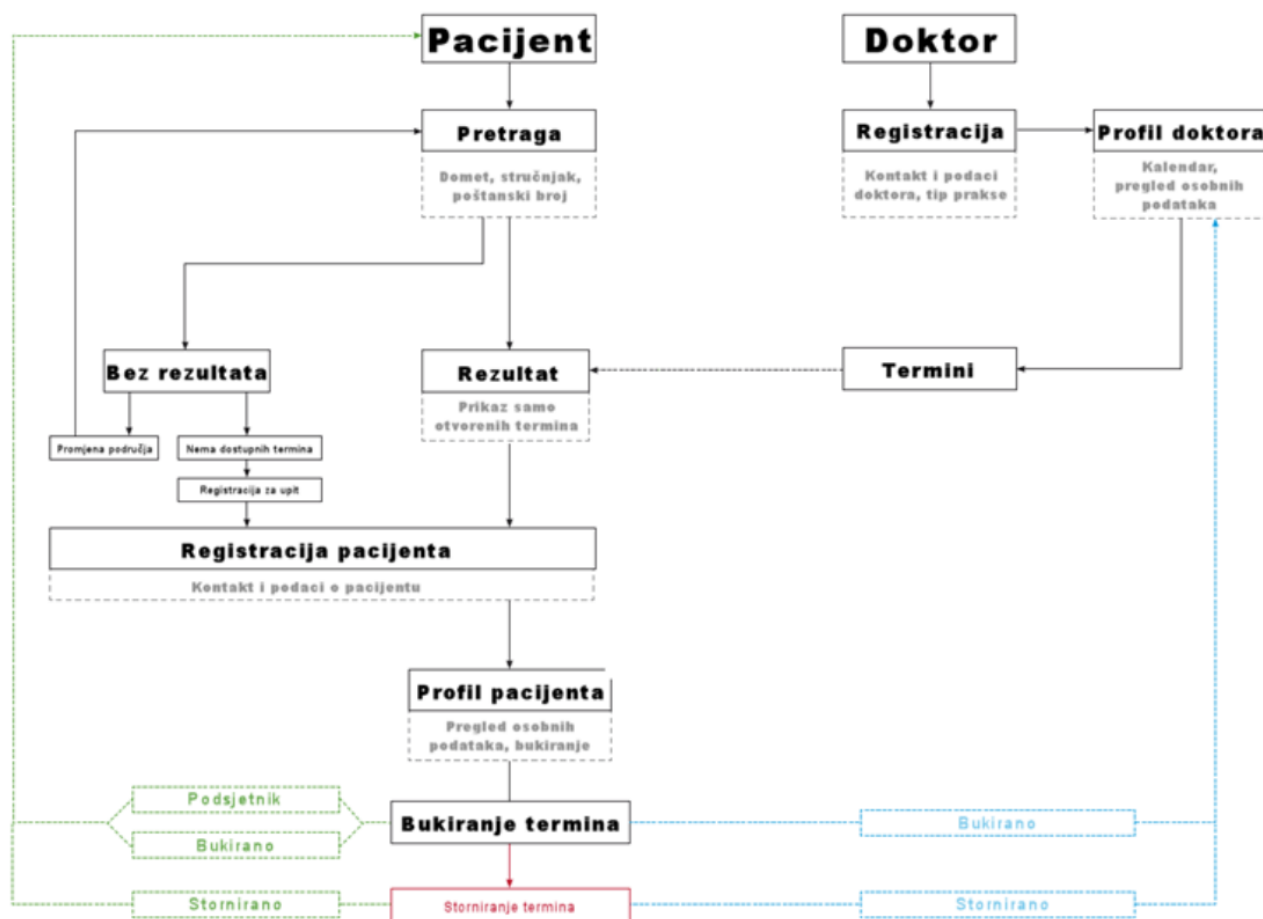 Pacijent
Doktor
Pretraga
Domet, stručnjak,
poštanski broj
Registracija
Kontakt i podaci
doktora, tip prakse
Profil doktora
Kalendar,
pregled osobnih
podataka
Bez rezultata
Rezultat
Prikaz samo
otvorenih termina
Termini
Promjena područja
Nema dostupnih termina
Registracija za upit
Registracija pacijenta
Kontakt i podaci o pacijentu
Profil pacijenta
Pregled osobnih
podataka, bukiranje
Podsjetnik
Bukirano
Bukiranje termina
Bukirano
Stornirano
Storniranje termina
Stornirano